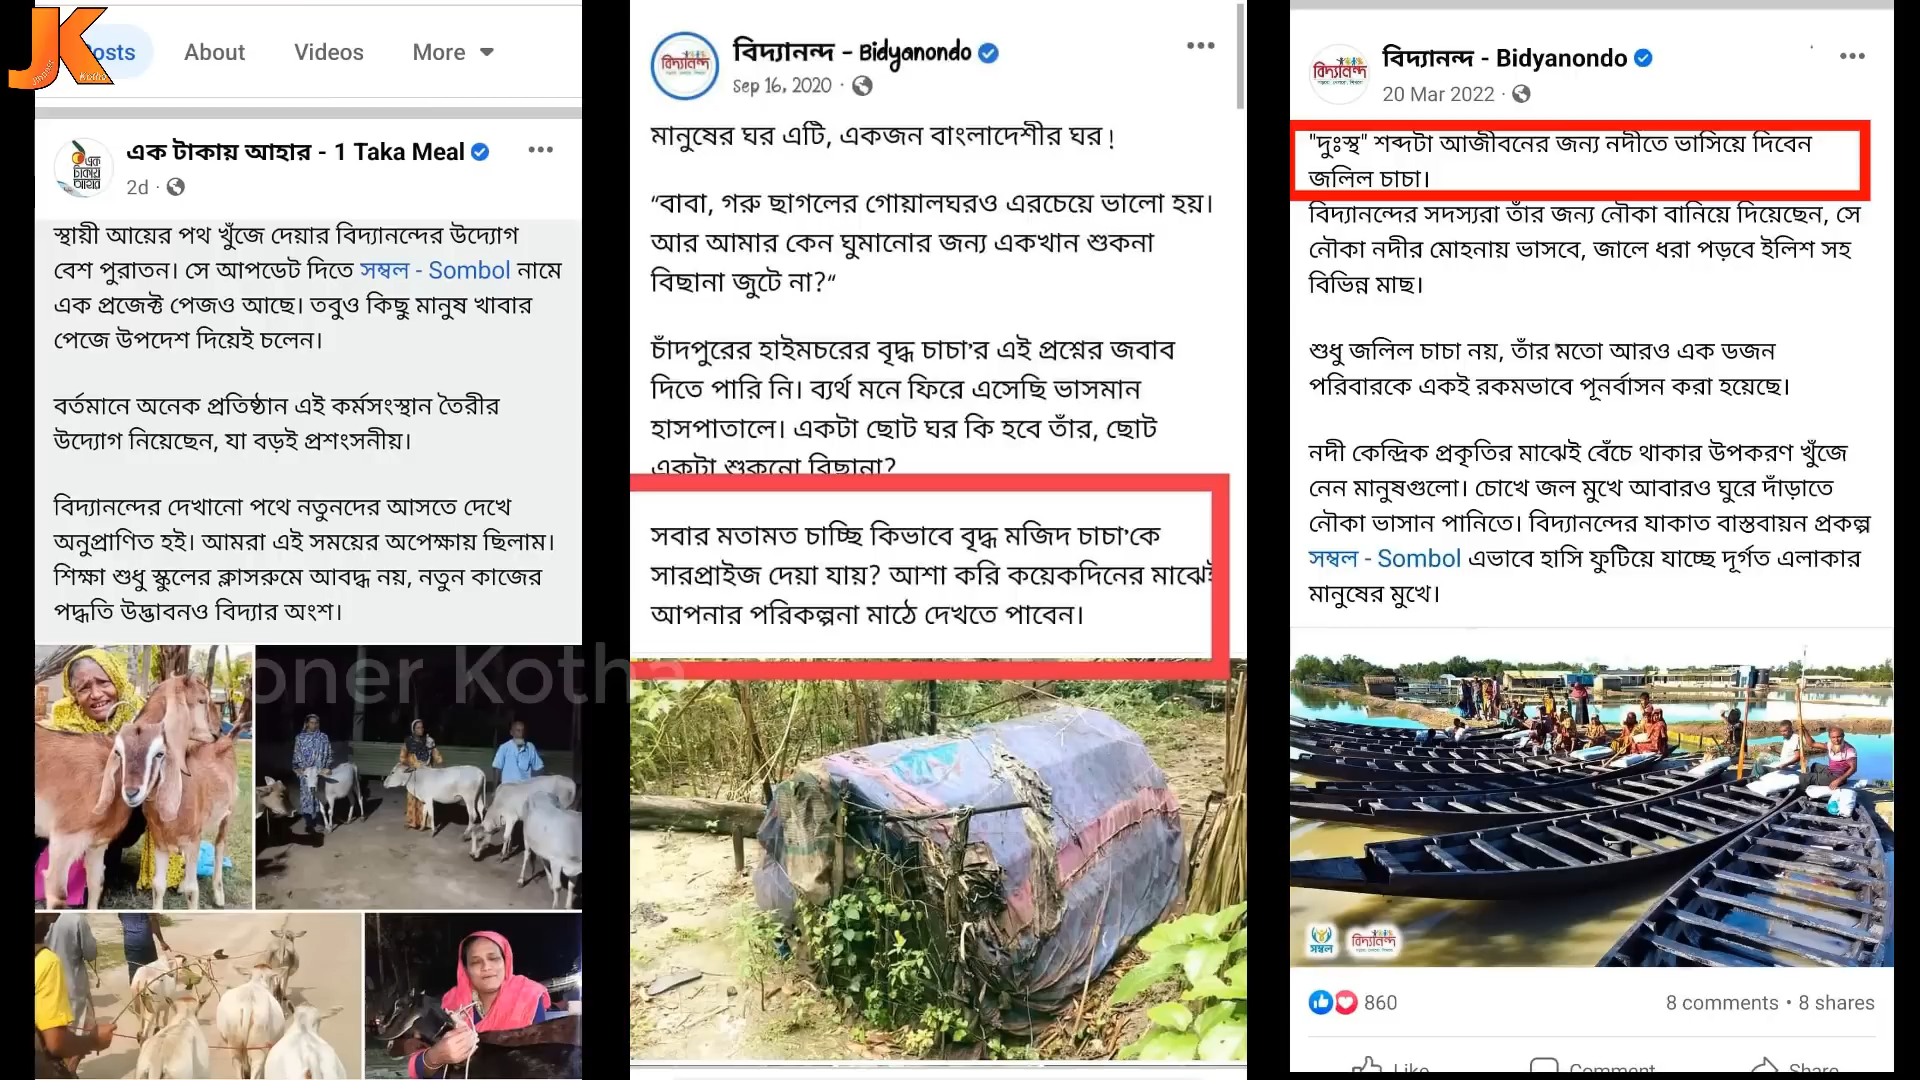 JK
Posts About Videos More
এক টাকায় আহার - 1 Taka Meal
2d ·
স্থায়ী আয়ের পথ খুঁজে দেয়ার বিদ্যানন্দের উদ্যোগ
বেশ পুরাতন। সে আপডেট দিতে সম্বল - Sombol নামে
এক প্রজেক্ট পেজও আছে। তবুও কিছু মানুষ খাবার
পেজে উপদেশ দিয়েই চলেন।
বর্তমানে অনেক প্রতিষ্ঠান এই কর্মসংস্থান তৈরীর
উদ্যোগ নিয়েছেন, যা বড়ই প্রশংসনীয়।
বিদ্যানন্দের দেখানো পথে নতুনদের আসতে দেখে
অনুপ্রাণিত হই। আমরা এই সময়ের অপেক্ষায় ছিলাম।
শিক্ষা শুধু স্কুলের ক্লাসরুমে আবদ্ধ নয়, নতুন কাজের
পদ্ধতি উদ্ভাবনও বিদ্যার অংশ।
বিদ্যানন্দ - Bidyanondo
Sep 16, 2020 ·
মানুষের ঘর এটি, একজন বাংলাদেশীর ঘর!
“বাবা, গরু ছাগলের গোয়ালঘরও এরচেয়ে ভালো হয়।
আর আমার কেন ঘুমানোর জন্য একখান শুকনা
বিছানা জুটে না?“
চাঁদপুরের হাইমচরের বৃদ্ধ চাচা’র এই প্রশ্নের জবাব
দিতে পারি নি। ব্যর্থ মনে ফিরে এসেছি ভাসমান
হাসপাতালে। একটা ছোট ঘর কি হবে তাঁর, ছোট
একটা শুকনো বিছানা?
সবার মতামত চাচ্ছি কিভাবে বৃদ্ধ মজিদ চাচা’কে
সারপ্রাইজ দেয়া যায়? আশা করি কয়েকদিনের মাঝেই
আপনার পরিকল্পনা মাঠে দেখতে পাবেন।
oner Kotha
বিদ্যানন্দ - Bidyanondo
20 Mar 2022 ·
"দুঃস্থ" শব্দটা আজীবনের জন্য নদীতে ভাসিয়ে দিবেন
জলিল চাচা।
বিদ্যানন্দের সদস্যরা তাঁর জন্য নৌকা বানিয়ে দিয়েছেন, সে
নৌকা নদীর মোহনায় ভাসবে, জালে ধরা পড়বে ইলিশ সহ
বিভিন্ন মাছ।
শুধু জলিল চাচা নয়, তাঁর মতো আরও এক ডজন
পরিবারকে একই রকমভাবে পূনর্বাসন করা হয়েছে।
নদী কেন্দ্রিক প্রকৃতির মাঝেই বেঁচে থাকার উপকরণ খুঁজে
নেন মানুষগুলো। চোখে জল মুখে আবারও ঘুরে দাঁড়াতে
নৌকা ভাসান পানিতে। বিদ্যানন্দের যাকাত বাস্তবায়ন প্রকল্প
সম্বল - Sombol এভাবে হাসি ফুটিয়ে যাচ্ছে দূর্গত এলাকার
মানুষের মুখে।
সম্বল বিদ্যানন্দ
860 8 comments • 8 shares
Like Comment Share